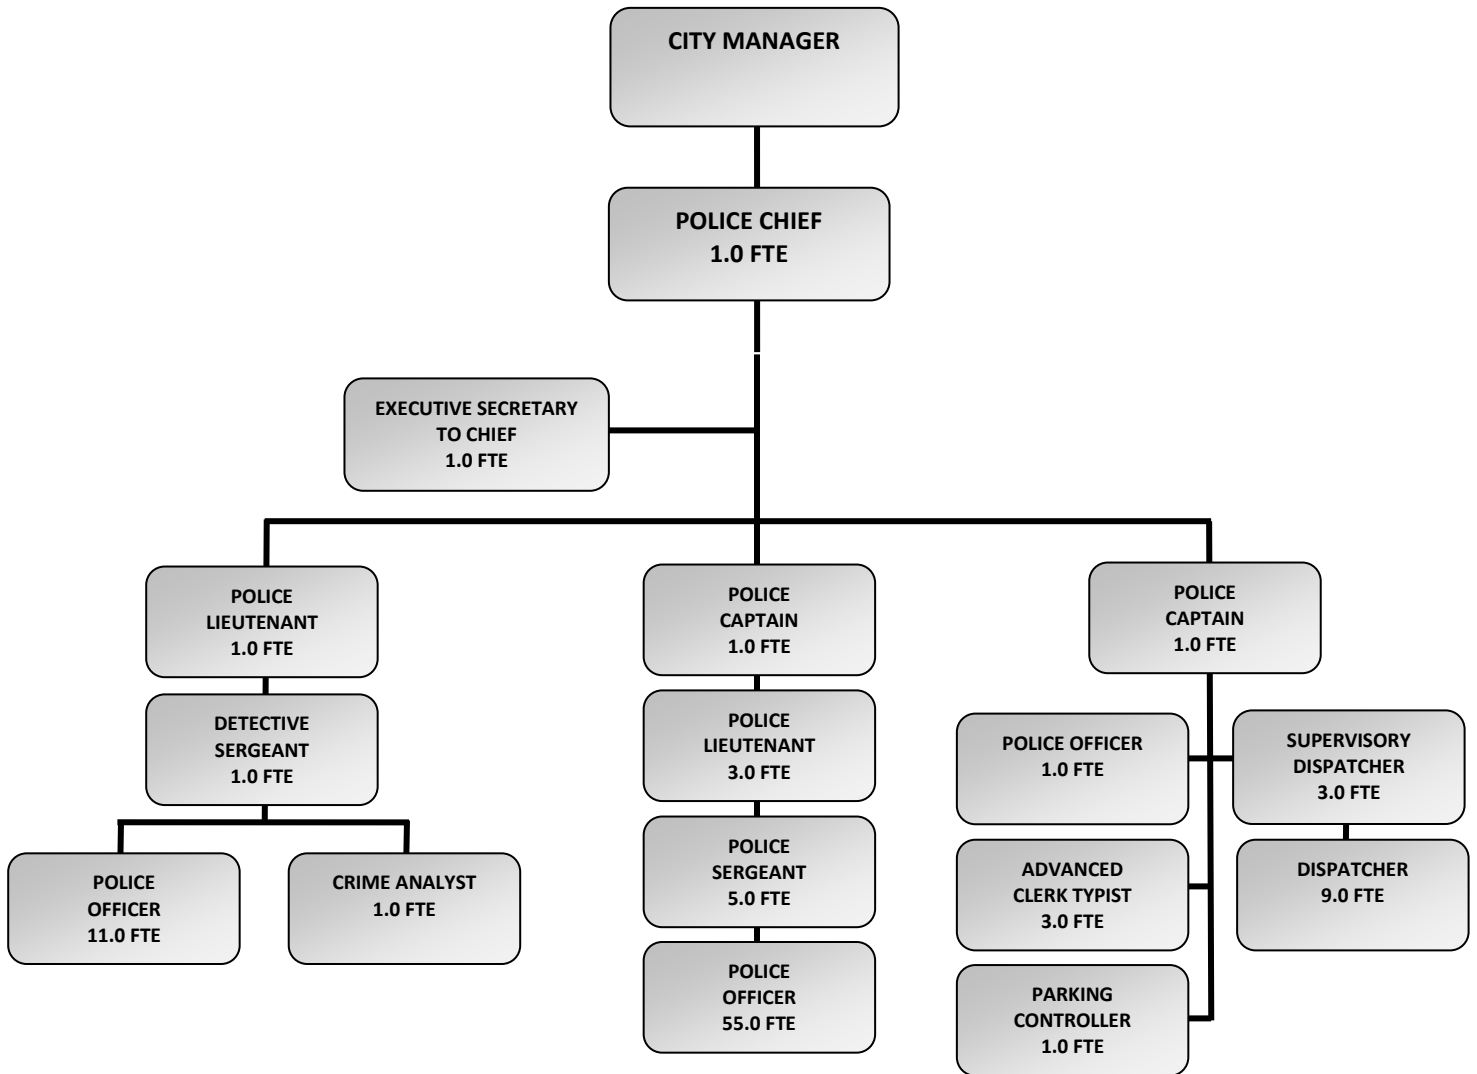 CITY MANAGER
POLICE CHIEF
1.0 FTE
EXECUTIVE SECRETARY
TO CHIEF
1.0 FTE
POLICE
LIEUTENANT
1.0 FTE
DETECTIVE
SERGEANT
1.0 FTE
POLICE
OFFICER
11.0 FTE
CRIME ANALYST
1.0 FTE
POLICE
CAPTAIN
1.0 FTE
POLICE
LIEUTENANT
3.0 FTE
POLICE
SERGEANT
5.0 FTE
POLICE
OFFICER
55.0 FTE
POLICE
CAPTAIN
1.0 FTE
POLICE OFFICER
1.0 FTE
SUPERVISORY
DISPATCHER
3.0 FTE
ADVANCED
CLERK TYPIST
3.0 FTE
DISPATCHER
9.0 FTE
PARKING
CONTROLLER
1.0 FTE